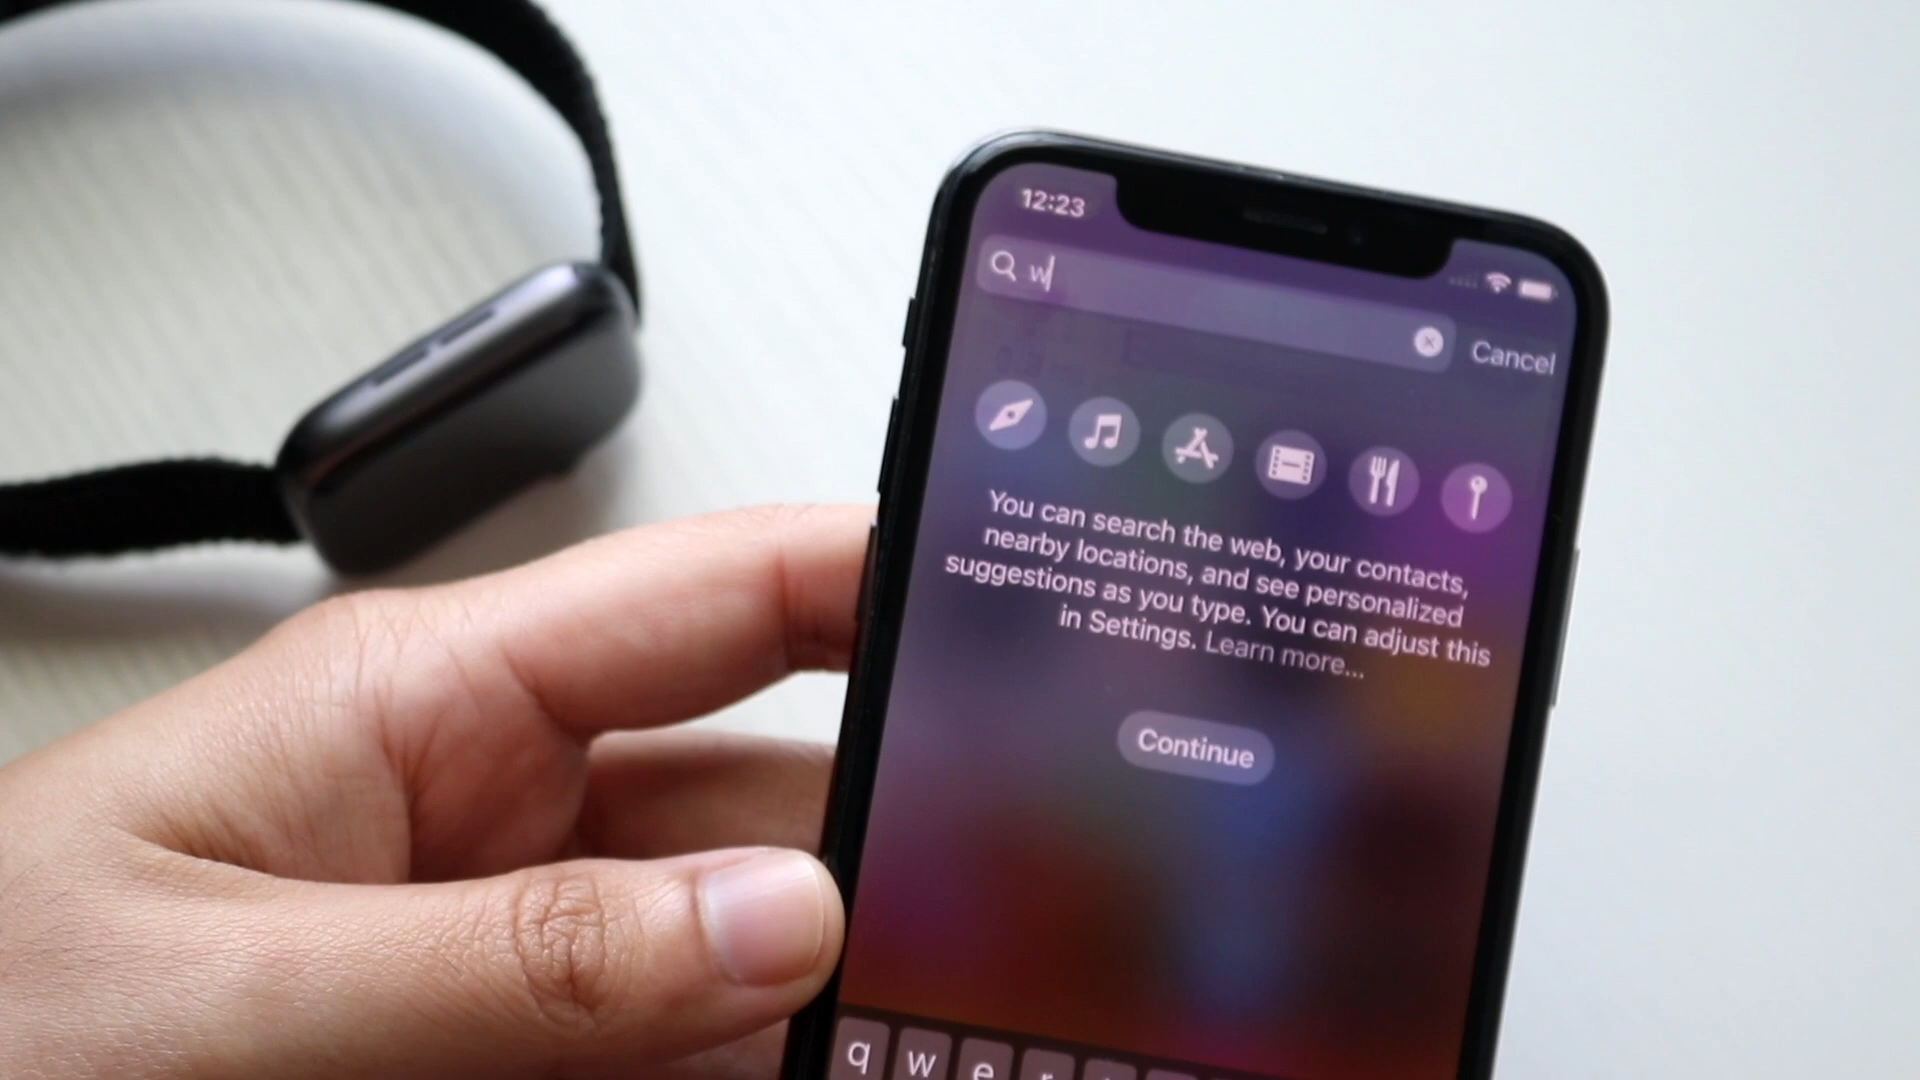 12:23
w
Cancel
You can search the web, your contacts,
nearby locations, and see personalized
suggestions as you type. You can adjust this
in Settings. Learn more...
Continue
q w e r